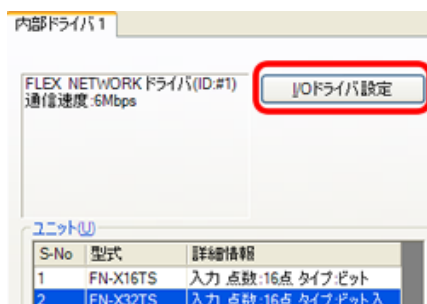 内部ドライバ1
FLEX NETWORKドライバ(ID:#1)
通信速度:6Mbps
I/Oドライバ設定
ユニット(U)
S-No 型式 詳細情報
1 FN-X16TS 入力 点数:16点 タイプ:ビット
2 FN-X32TS 入力 点数:16点 タイプ:ビット入